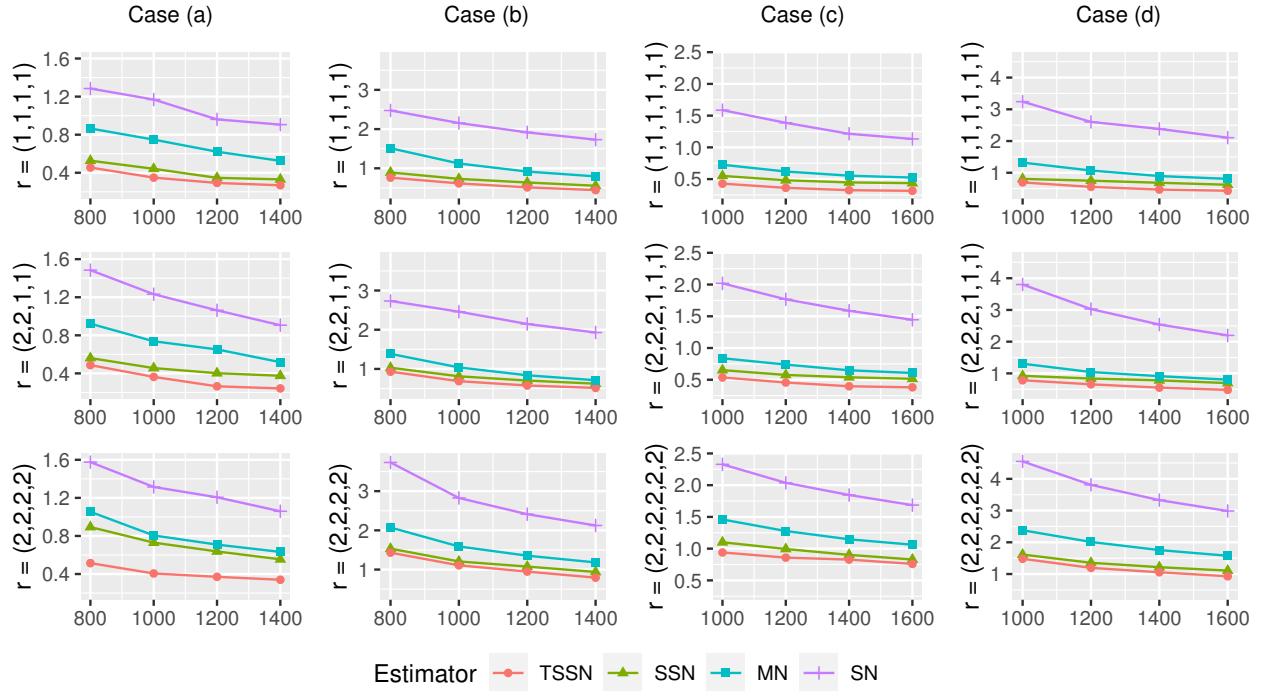 Case (a)
Case (b)
Case (c)
Case (d)
r = (1,1,1,1,1)
1.6
1.2
0.8
0.4
800 1000 1200 1400
r = (1,1,1,1,1)
3
2
1
800 1000 1200 1400
r = (1,1,1,1,1,1)
2.5
2.0
1.5
1.0
0.5
1000 1200 1400 1600
r = (1,1,1,1,1,1)
4
3
2
1
1000 1200 1400 1600
r = (2,2,2,1,1)
1.6
1.2
0.8
0.4
800 1000 1200 1400
r = (2,2,2,1,1)
3
2
1
800 1000 1200 1400
r = (2,2,2,1,1,1)
2.5
2.0
1.5
1.0
0.5
1000 1200 1400 1600
r = (2,2,2,1,1,1)
4
3
2
1
1000 1200 1400 1600
r = (2,2,2,2,2)
1.6
1.2
0.8
0.4
800 1000 1200 1400
r = (2,2,2,2,2)
3
2
1
800 1000 1200 1400
r = (2,2,2,2,2,2)
2.5
2.0
1.5
1.0
0.5
1000 1200 1400 1600
r = (2,2,2,2,2,2)
4
3
2
1
1000 1200 1400 1600
Estimator TSSN SSN MN SN